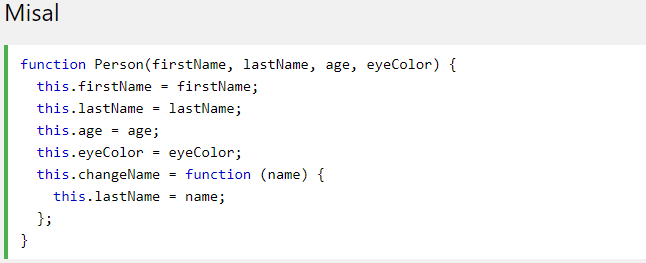 Misal
function Person(firstName, lastName, age, eyeColor) {
  this.firstName = firstName;
  this.lastName = lastName;
  this.age = age;
  this.eyeColor = eyeColor;
  this.changeName = function (name) {
    this.lastName = name;
  };
}